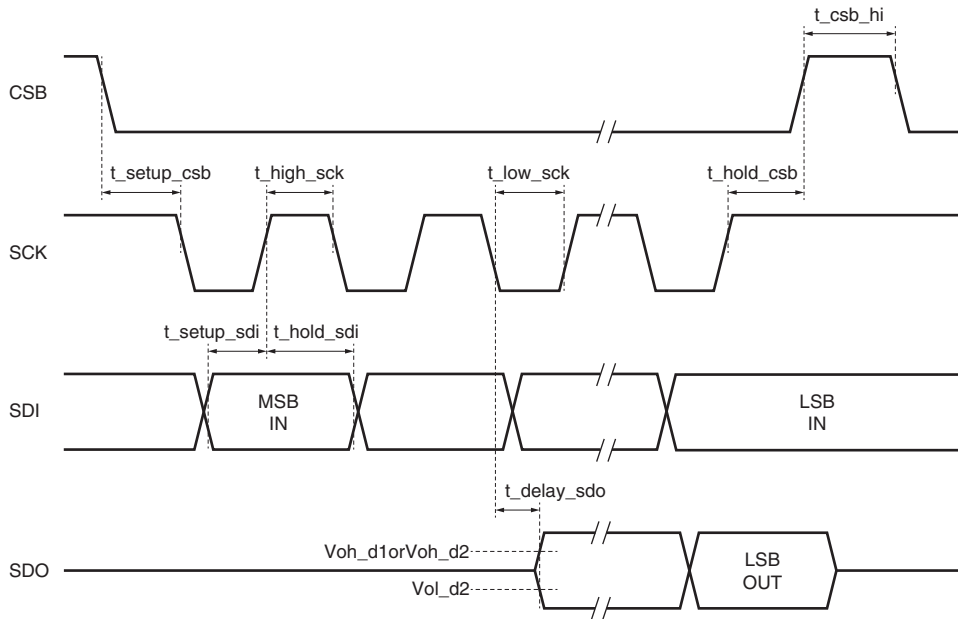 t_csb_hi
CSB
t_setup_csb
t_high_sck
t_low_sck
t_hold_csb
SCK
t_setup_sdi
t_hold_sdi
SDI
MSB
IN
LSB
IN
t_delay_sdo
Voh_d1orVoh_d2
SDO
Vol_d2
LSB
OUT